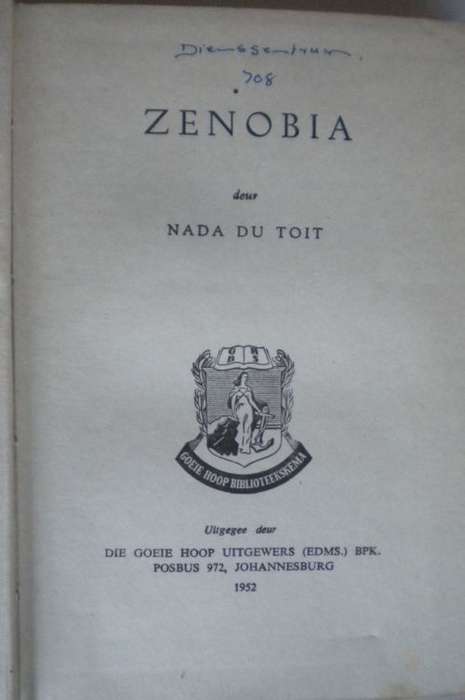 Dienssentrum.
708
ZENOBIA
deur
NADA DU TOIT
GOEIE HOOP BIBLIOTEEKSKEMA
Uitgegee deur
DIE GOEIE HOOP UITGEWERS (EDMS.) BPK.
POSBUS 972, JOHANNESBURG
1952